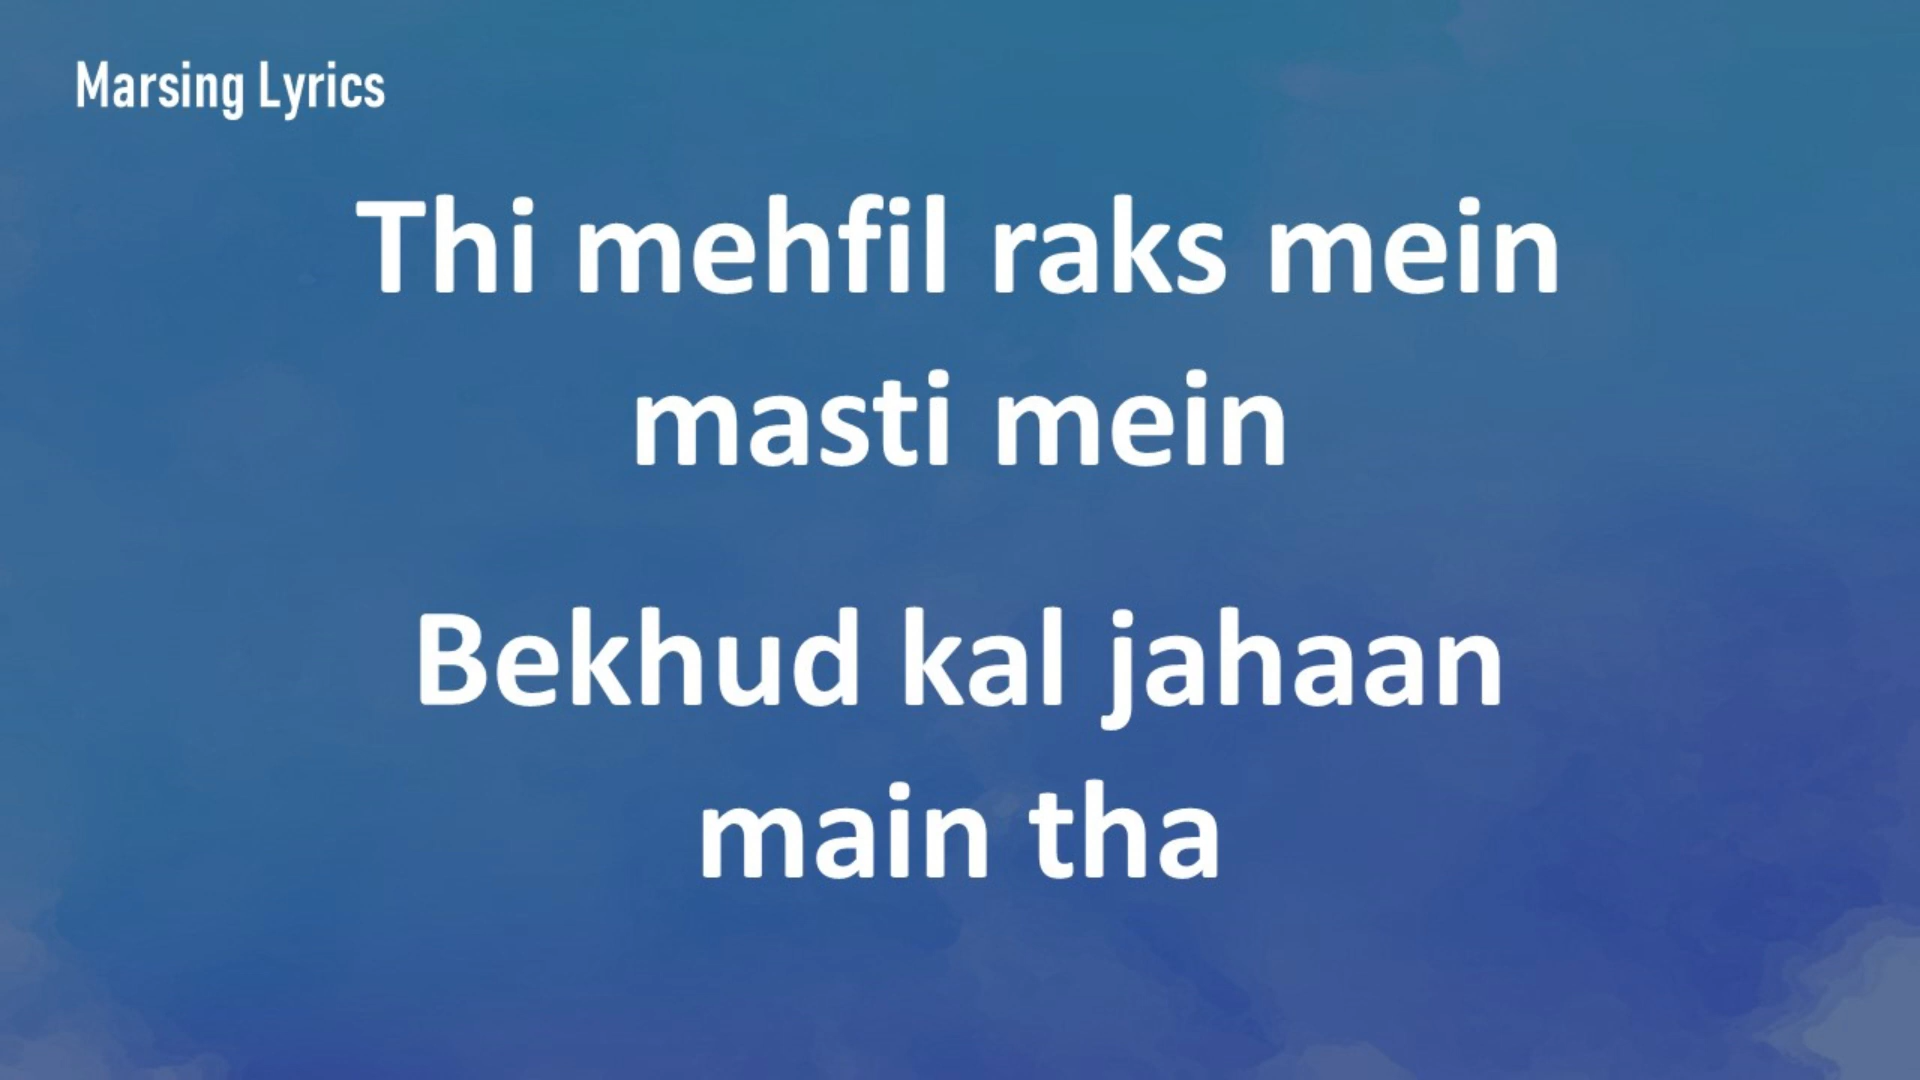 Marsing Lyrics
Thi mehfil raks mein
masti mein
Bekhud kal jahaan
main tha